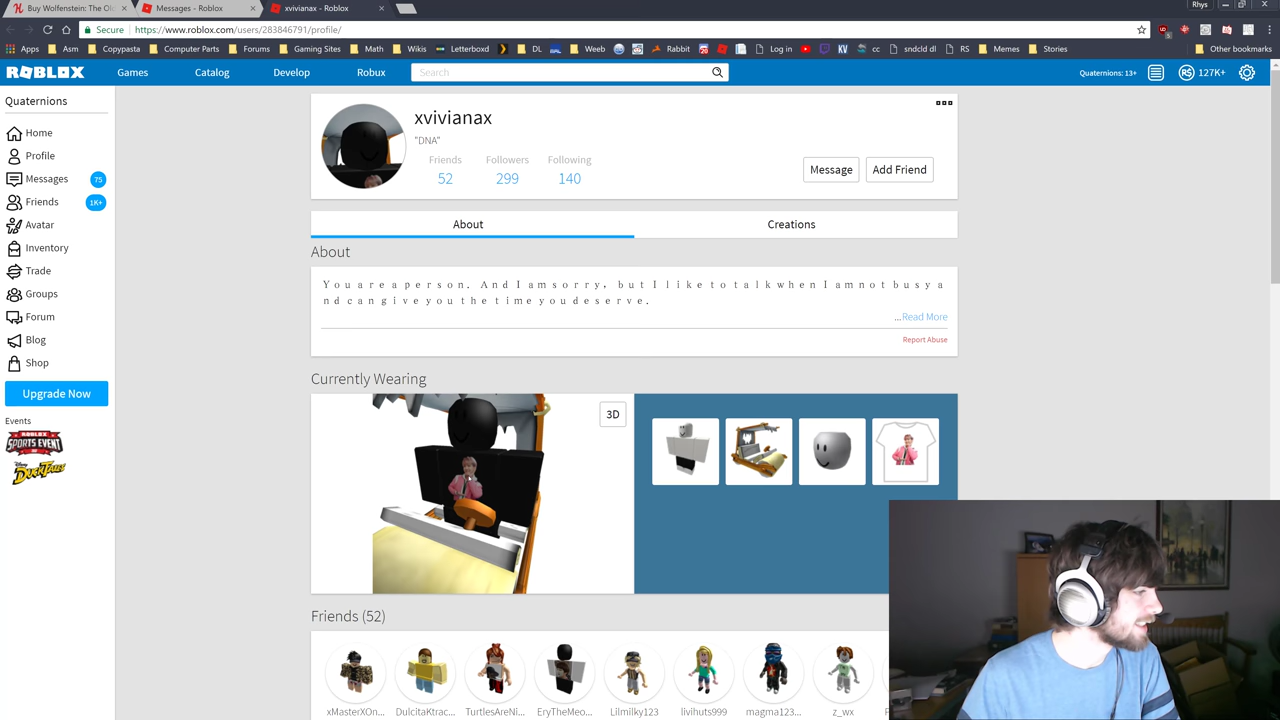 Buy Wolfenstein: The Ol
Messages - Roblox
xvivianax - Roblox
Rhys
Secure
https://www.roblox.com/users/283846791/profile/
Apps
Asm
Copypasta
Computer Parts
Forums
Gaming Sites
Math
Wikis
Letterboxd
DL
Weeb
Rabbit
Log in
KV
cc
sndcld dl
RS
Memes
Stories
Other bookmarks
ROBLOX
Games
Catalog
Develop
Robux
Search
Quaternions: 13+
R$
127K+
Quaternions
Home
Profile
Messages
75
Friends
1K+
Avatar
Inventory
Trade
Groups
Forum
Blog
Shop
Upgrade Now
Events
ROBLOX
SPORTS EVENT
DUCKTALES
xvivianax
"DNA"
Friends
Followers
Following
52
299
140
Message
Add Friend
About
Creations
About
Y o u a r e a p e r s o n . A n d I a m s o r r y , b u t I l i k e t o t a l k w h e n I a m n o t b u s y a
n d c a n g i v e y o u t h e t i m e y o u d e s e r v e .
...Read More
Report Abuse
Currently Wearing
3D
Friends (52)
xMasterXOn...
DulcitaKtrac...
TurtlesAreNi...
EryTheMeo...
Lilmilky123
livihuts999
magma123...
z_wx